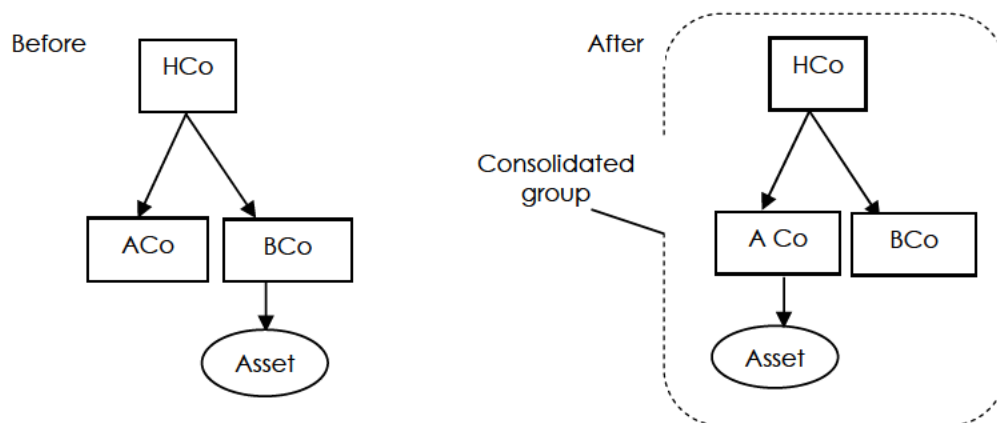 Before
HCo
ACo
BCo
Asset
After
HCo
Consolidated
group
A Co
BCo
Asset